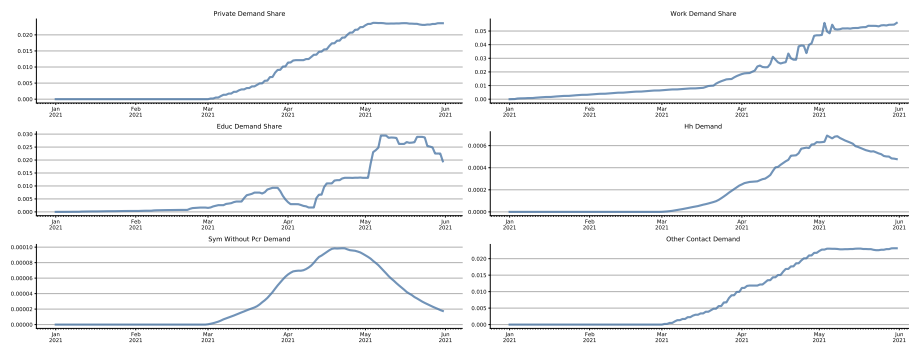 Private Demand Share
0.020
0.015
0.010
0.005
0.000
Jan Feb Mar Apr May Jun
2021 2021 2021 2021 2021 2021
Work Demand Share
0.05
0.04
0.03
0.02
0.01
0.00
Jan Feb Mar Apr May Jun
2021 2021 2021 2021 2021 2021
Educ Demand Share
0.030
0.025
0.020
0.015
0.010
0.005
0.000
Jan Feb Mar Apr May Jun
2021 2021 2021 2021 2021 2021
Hh Demand
0.0006
0.0004
0.0002
0.0000
Jan Feb Mar Apr May Jun
2021 2021 2021 2021 2021 2021
Sym Without Pcr Demand
0.00010
0.00008
0.00006
0.00004
0.00002
0.00000
Jan Feb Mar Apr May Jun
2021 2021 2021 2021 2021 2021
Other Contact Demand
0.020
0.015
0.010
0.005
0.000
Jan Feb Mar Apr May Jun
2021 2021 2021 2021 2021 2021